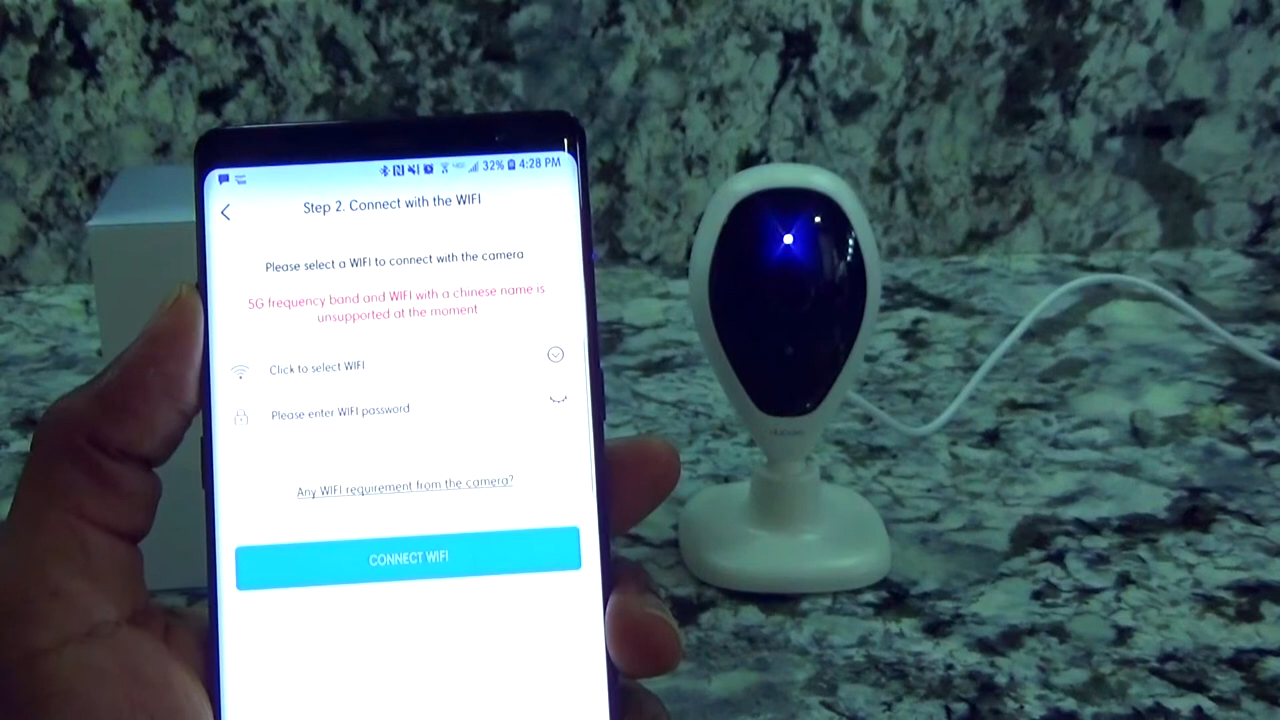 32% 4:28 PM
Step 2. Connect with the WIFI
Please select a WIFI to connect with the camera
5G frequency band and WIFI with a chinese name is
unsupported at the moment
Click to select WIFI
Please enter WIFI password
Any WIFI requirement from the camera?
CONNECT WIFI